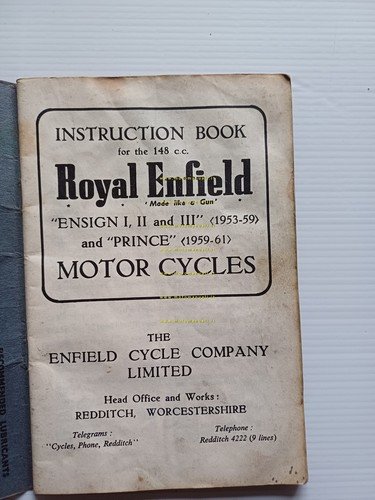 INSTRUCTION BOOK
for the 148 c.c.
Royal Enfield
'Made like a Gun'
"ENSIGN I, II and III" (1953-59)
and "PRINCE" (1959-61)
MOTOR CYCLES
THE
ENFIELD CYCLE COMPANY
LIMITED
Head Office and Works:
REDDITCH, WORCESTERSHIRE
Telegrams:
"Cycles, Phone, Redditch"
Telephone:
Redditch 4222 (9 lines)
RECOMMENDED LUBRICANTS